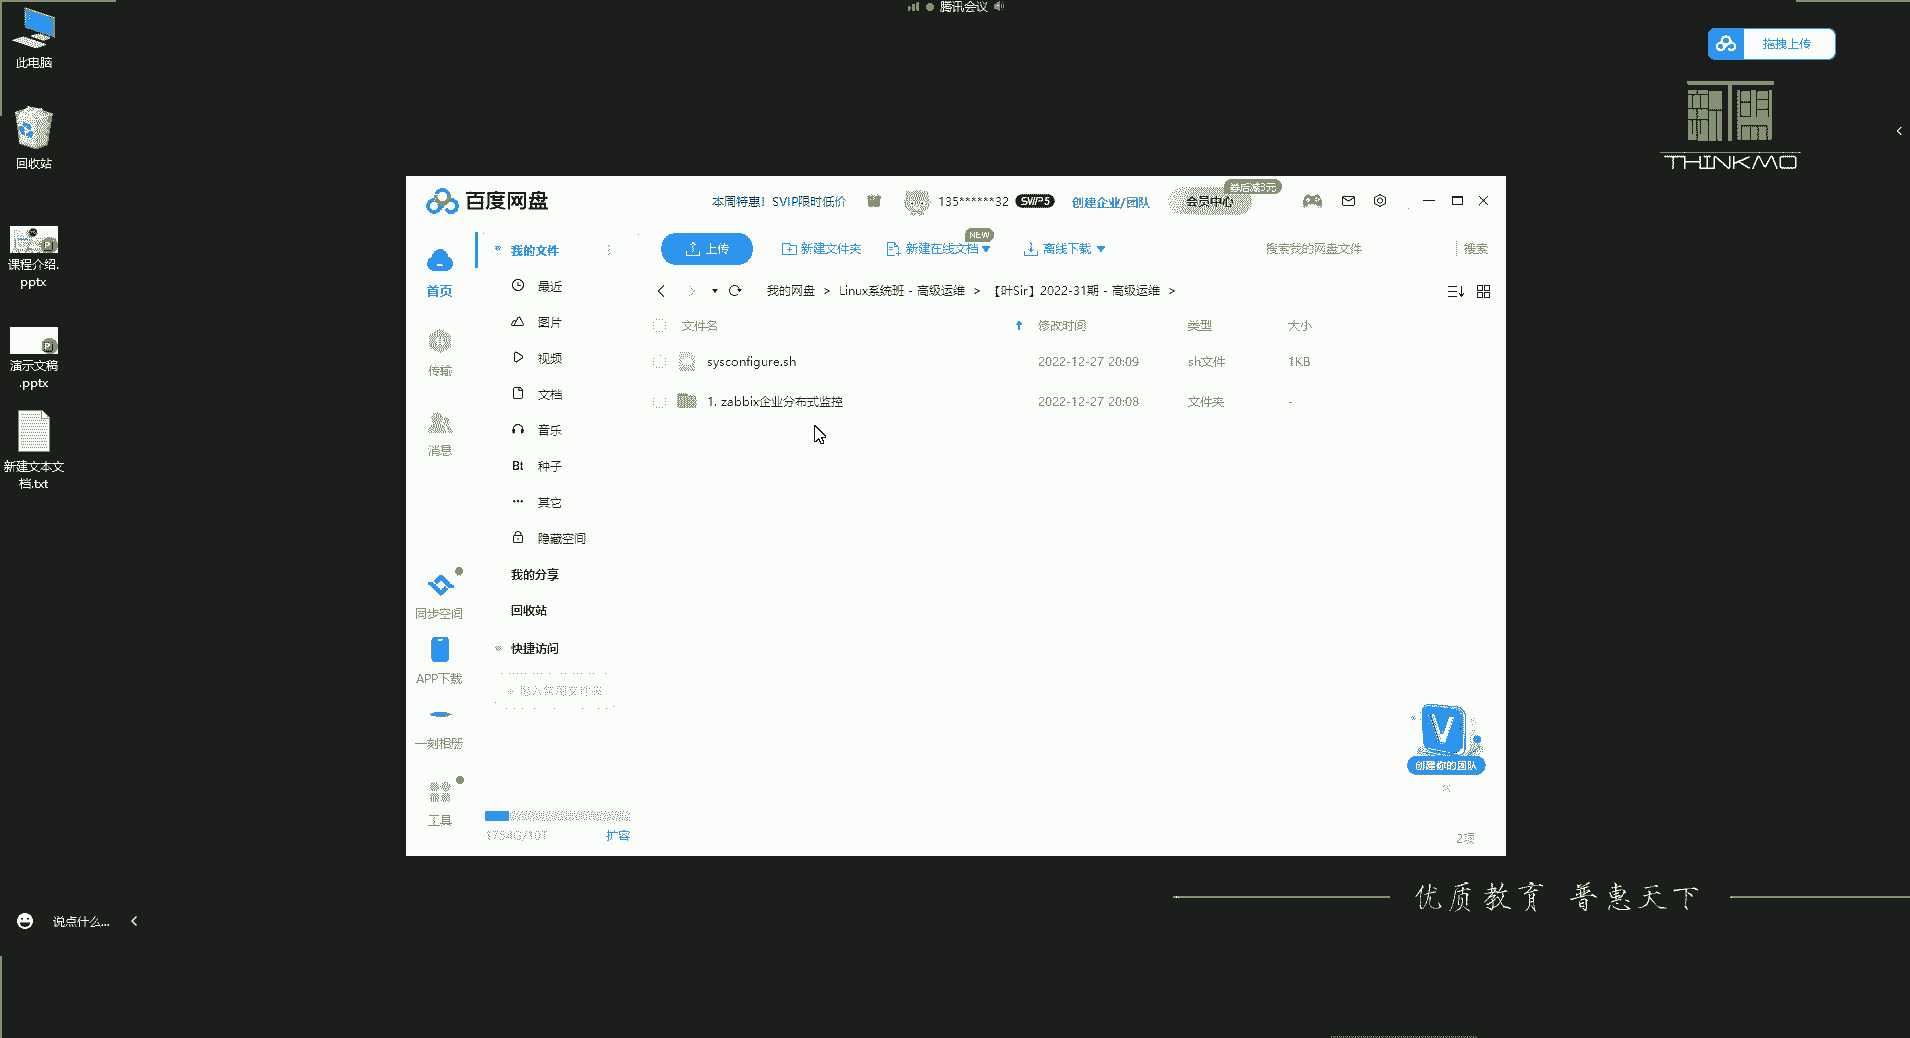 腾讯会议
此电脑
拖拽上传
THINKMO
回收站
课程介绍.
pptx
演示文稿
.pptx
新建文本文
档.txt
百度网盘
本周特惠！SVIP限时低价
135******32
SVIP5
创建企业/团队
会员中心
券后减3元
首页
传输
消息
同步空间
APP下载
一刻相册
工具
我的文件
最近
图片
视频
文档
音乐
Bt 种子
其它
隐藏空间
我的分享
回收站
快捷访问
+ 拖入常用文件夹
1754G/10T
扩容
上传
新建文件夹
新建在线文档
NEW
离线下载
搜索我的网盘文件
搜索
我的网盘 > Linux系统班 - 高级运维 > 【叶Sir】2022-31期 - 高级运维 >
文件名 修改时间 类型 大小
sysconfigure.sh 2022-12-27 20:09 sh文件 1KB
1. zabbix企业分布式监控 2022-12-27 20:08 文件夹 -
创建你的团队
2项
优质教育 普惠天下
说点什么...